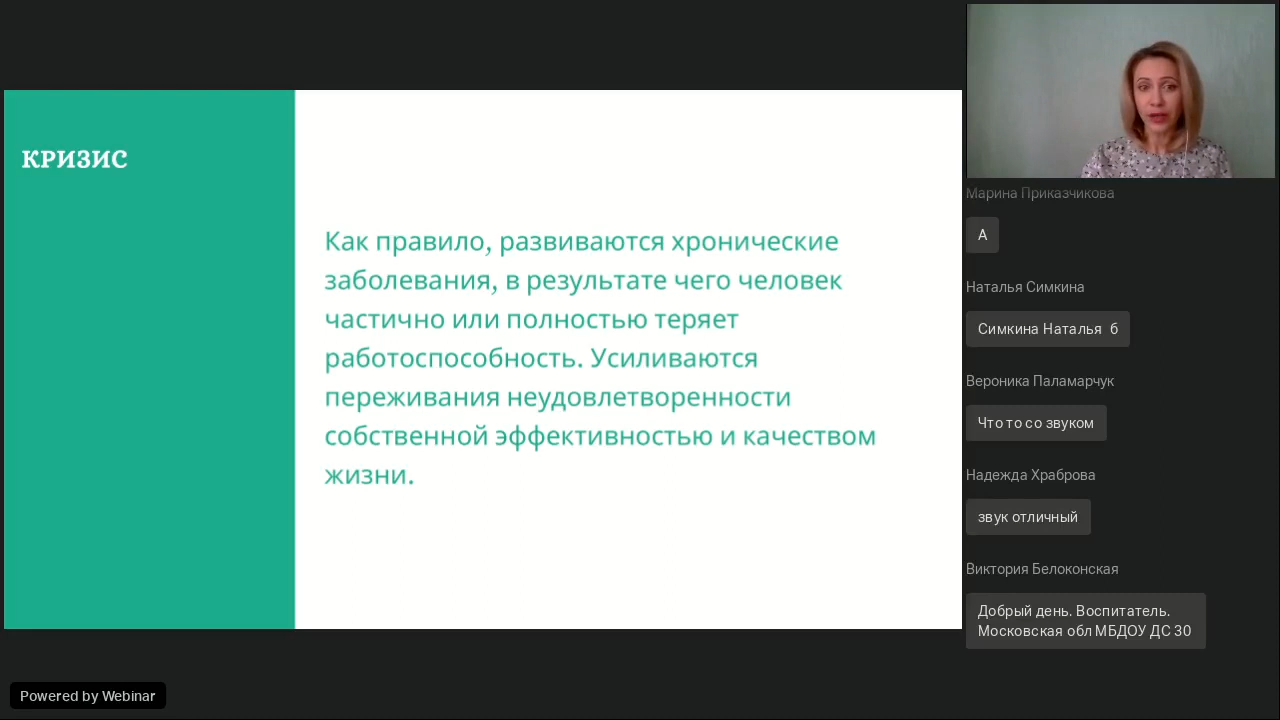 КРИЗИС
Как правило, развиваются хронические
заболевания, в результате чего человек
частично или полностью теряет
работоспособность. Усиливаются
переживания неудовлетворенности
собственной эффективностью и качеством
жизни.
Марина Приказчикова
А
Наталья Симкина
Симкина Наталья б
Вероника Паламарчук
Что то со звуком
Надежда Храброва
звук отличный
Виктория Белоконская
Добрый день. Воспитатель.
Московская обл МБДОУ ДС 30
Powered by Webinar